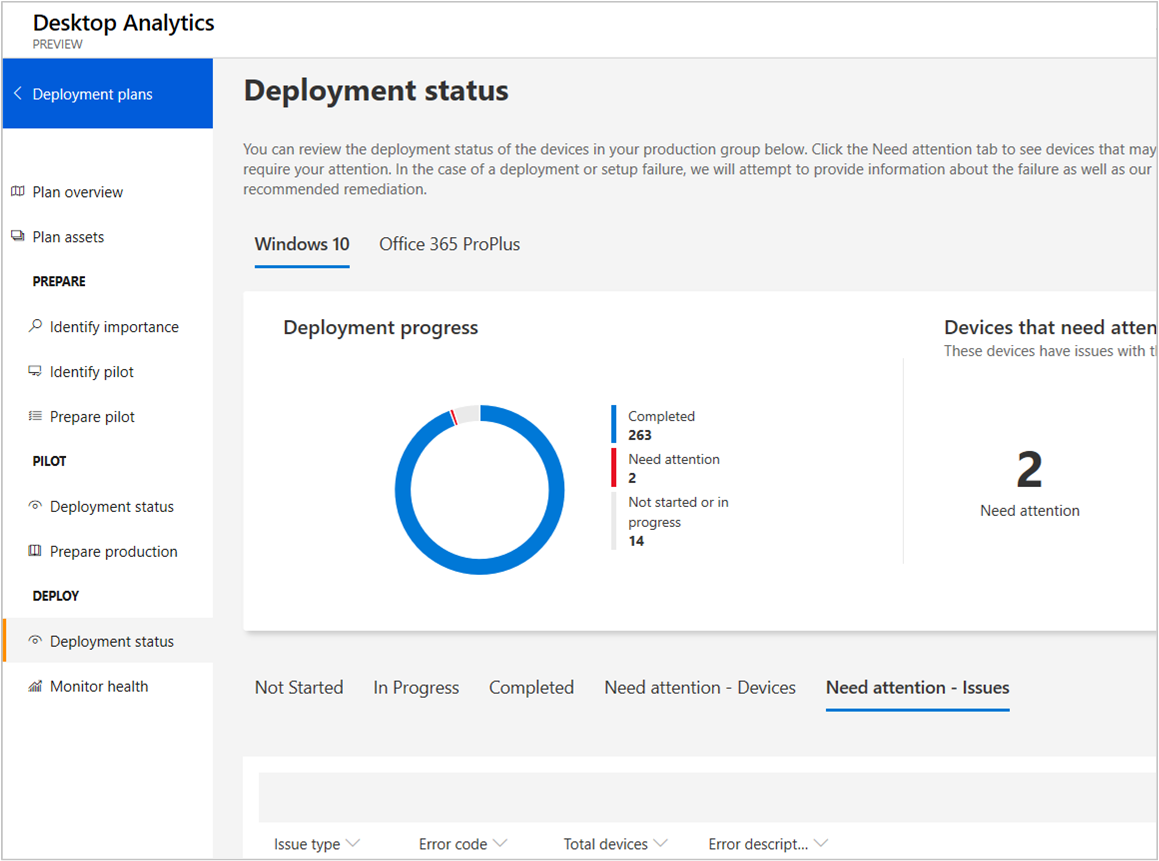 Desktop Analytics
PREVIEW
Deployment plans
Plan overview
Plan assets
PREPARE
Identify importance
Identify pilot
Prepare pilot
PILOT
Deployment status
Prepare production
DEPLOY
Deployment status
Monitor health
Deployment status
You can review the deployment status of the devices in your production group below. Click the Need attention tab to see devices that may
require your attention. In the case of a deployment or setup failure, we will attempt to provide information about the failure as well as our
recommended remediation.
Windows 10 Office 365 ProPlus
Deployment progress
Completed
263
Need attention
2
Not started or in
progress
14
Devices that need atten
These devices have issues with t
2
Need attention
Not Started In Progress Completed Need attention - Devices Need attention - Issues
Issue type Error code Total devices Error descript...